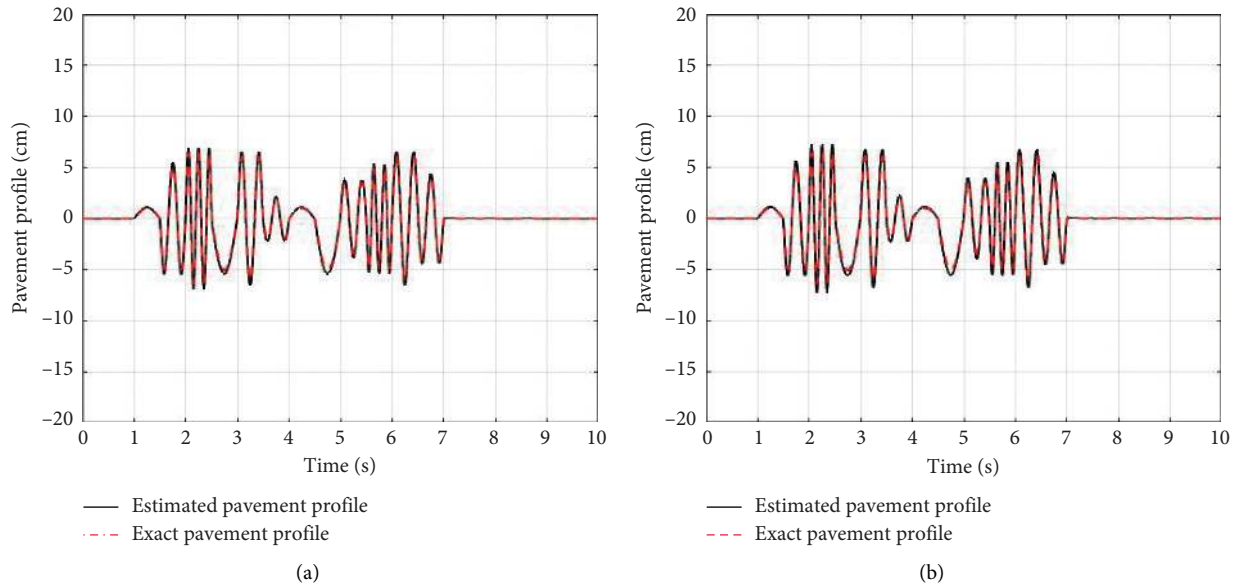 20
15
10
5
0
–5
–10
–15
–20
Pavement profile (cm)
0 1 2 3 4 5 6 7 8 9 10
Time (s)
Estimated pavement profile
Exact pavement profile
(a)
20
15
10
5
0
–5
–10
–15
–20
Pavement profile (cm)
0 1 2 3 4 5 6 7 8 9 10
Time (s)
Estimated pavement profile
Exact pavement profile
(b)